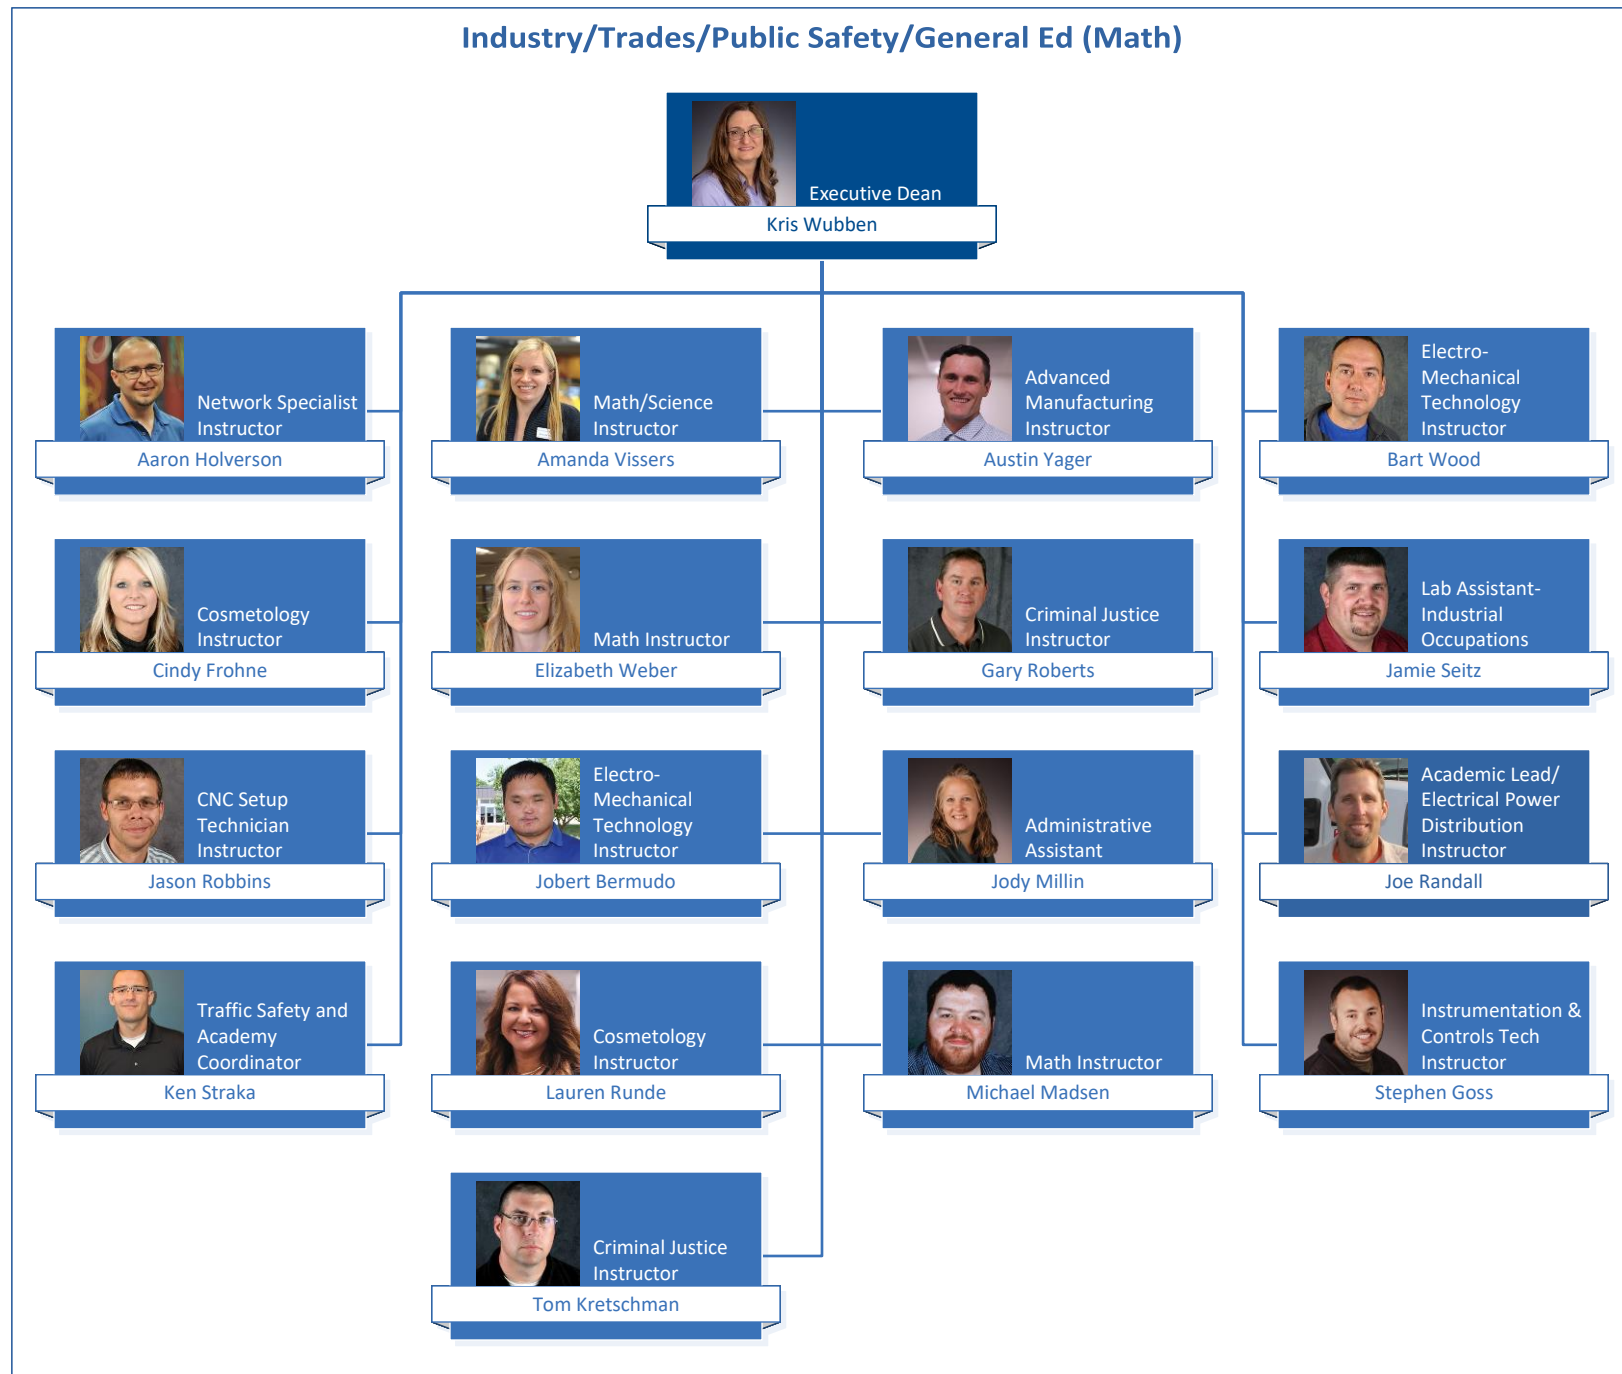 Industry/Trades/Public Safety/General Ed (Math)
Executive Dean
Kris Wubben
Network Specialist
Instructor
Aaron Holverson
Math/Science
Instructor
Amanda Vissers
Advanced
Manufacturing
Instructor
Austin Yager
Electro-
Mechanical
Technology
Instructor
Bart Wood
Cosmetology
Instructor
Cindy Frohne
Math Instructor
Elizabeth Weber
Criminal Justice
Instructor
Gary Roberts
Lab Assistant-
Industrial
Occupations
Jamie Seitz
CNC Setup
Technician
Instructor
Jason Robbins
Electro-
Mechanical
Technology
Instructor
Jobert Bermudo
Administrative
Assistant
Jody Millin
Academic Lead/
Electrical Power
Distribution
Instructor
Joe Randall
Traffic Safety and
Academy
Coordinator
Ken Straka
Cosmetology
Instructor
Lauren Runde
Math Instructor
Michael Madsen
Instrumentation &
Controls Tech
Instructor
Stephen Goss
Criminal Justice
Instructor
Tom Kretschman